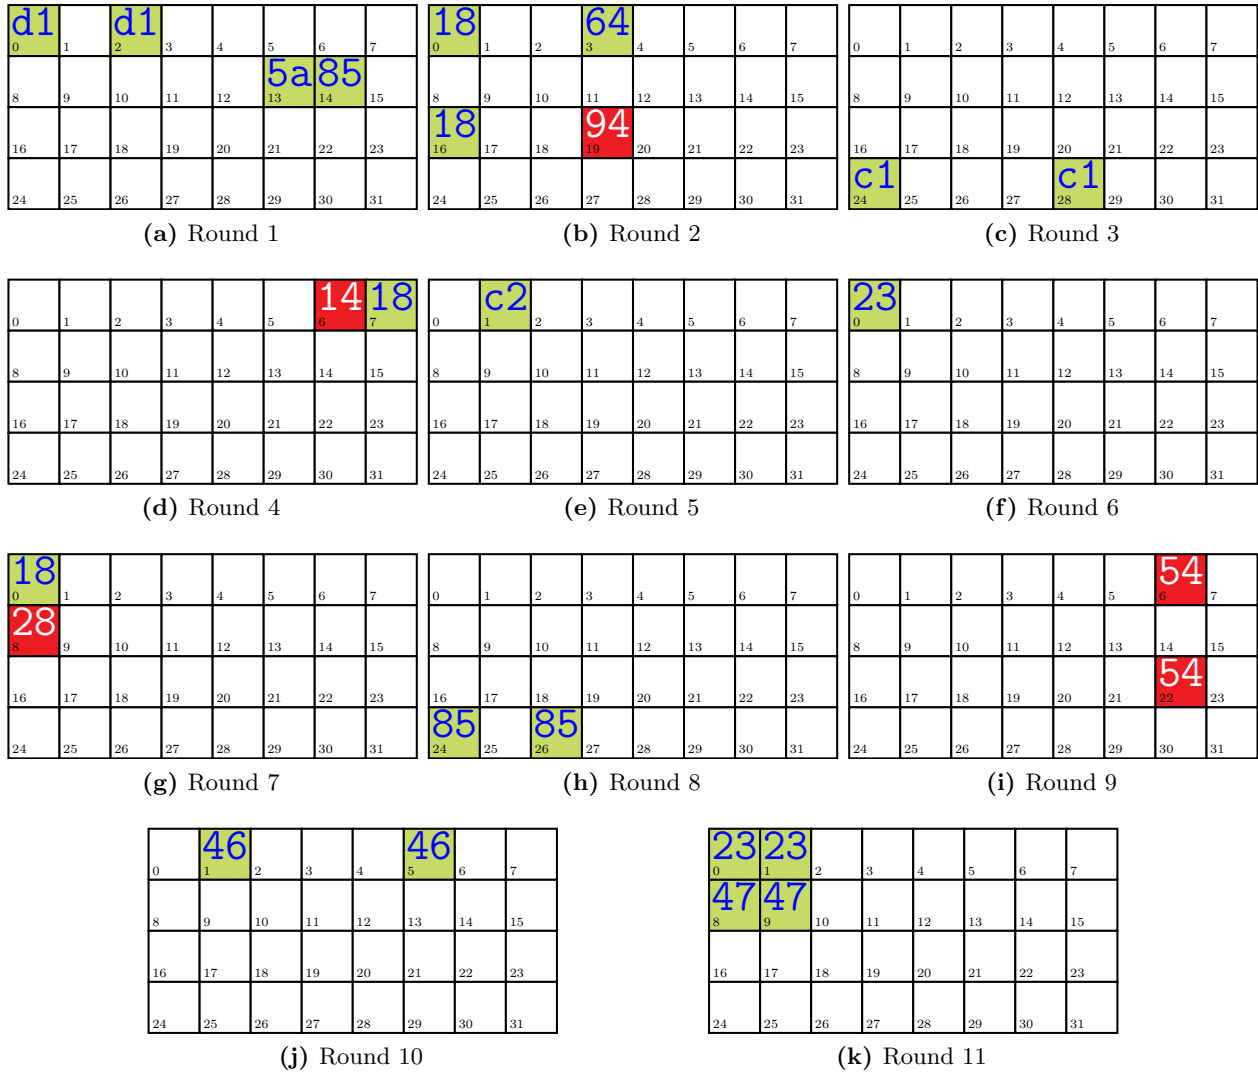 d1 d1 18 64
0 1 2 3 4 5 6 7 0 1 2 3 4 5 6 7 0 1 2 3 4 5 6 7
5a 85
8 9 10 11 12 13 14 15 8 9 10 11 12 13 14 15 8 9 10 11 12 13 14 15
18 94
16 17 18 19 20 21 22 23 16 17 18 19 20 21 22 23 16 17 18 19 20 21 22 23
c1 c1
24 25 26 27 28 29 30 31 24 25 26 27 28 29 30 31 24 25 26 27 28 29 30 31
(a) Round 1 (b) Round 2 (c) Round 3
14 18 c2 23
0 1 2 3 4 5 6 7 0 1 2 3 4 5 6 7 0 1 2 3 4 5 6 7
8 9 10 11 12 13 14 15 8 9 10 11 12 13 14 15 8 9 10 11 12 13 14 15
16 17 18 19 20 21 22 23 16 17 18 19 20 21 22 23 16 17 18 19 20 21 22 23
24 25 26 27 28 29 30 31 24 25 26 27 28 29 30 31 24 25 26 27 28 29 30 31
(d) Round 4 (e) Round 5 (f) Round 6
18 54
0 1 2 3 4 5 6 7 0 1 2 3 4 5 6 7 0 1 2 3 4 5 6 7
28
8 9 10 11 12 13 14 15 8 9 10 11 12 13 14 15 8 9 10 11 12 13 14 15
54
16 17 18 19 20 21 22 23 16 17 18 19 20 21 22 23 16 17 18 19 20 21 22 23
85 85
24 25 26 27 28 29 30 31 24 25 26 27 28 29 30 31 24 25 26 27 28 29 30 31
(g) Round 7 (h) Round 8 (i) Round 9
46 46 23 23
0 1 2 3 4 5 6 7 0 1 2 3 4 5 6 7
47 47
8 9 10 11 12 13 14 15 8 9 10 11 12 13 14 15
16 17 18 19 20 21 22 23 16 17 18 19 20 21 22 23
24 25 26 27 28 29 30 31 24 25 26 27 28 29 30 31
(j) Round 10 (k) Round 11